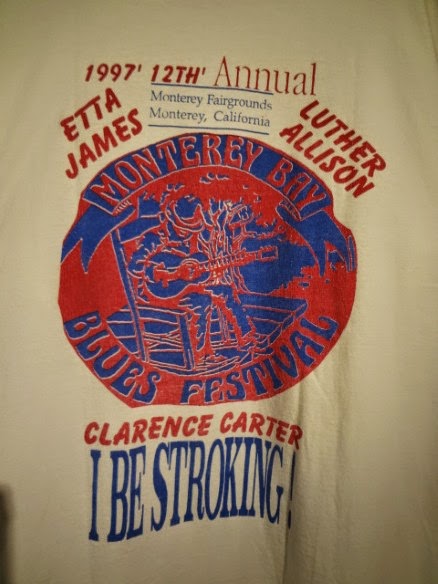 1997' 12TH' Annual
Monterey Fairgrounds
Monterey, California
ETTA
JAMES
LUTHER
ALLISON
MONTEREY BAY
BLUES FESTIVAL
CLARENCE CARTER
I BE STROKING!